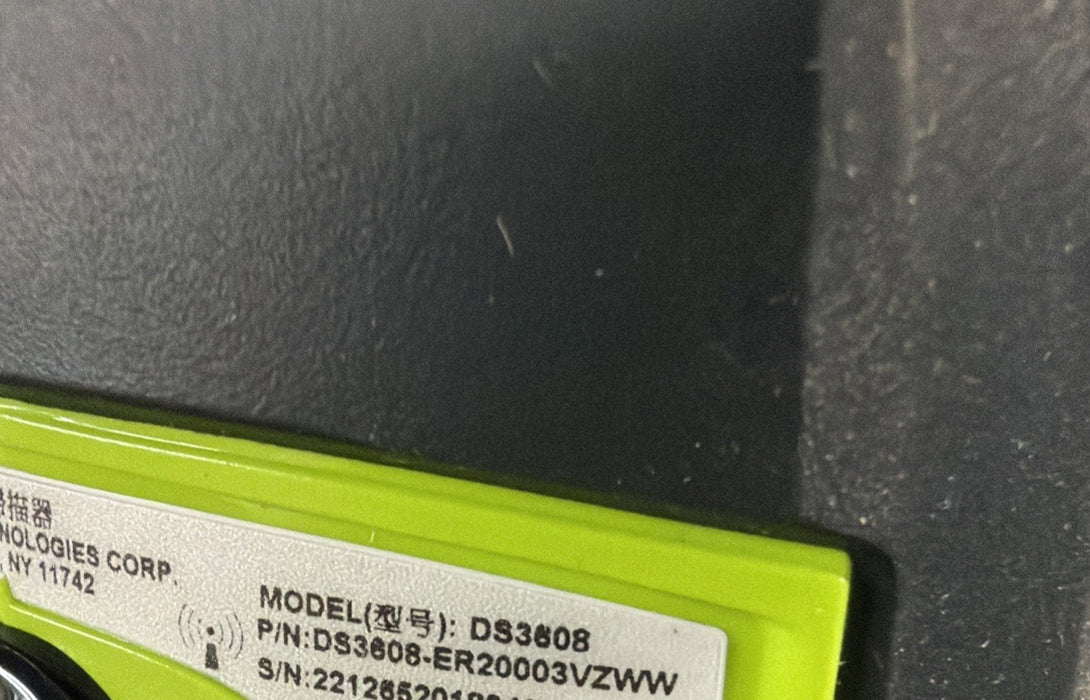 描器
NOLOGIES CORP.
, NY 11742
MODEL(型号): DS3608
P/N:DS3608-ER20003VZWW
S/N: